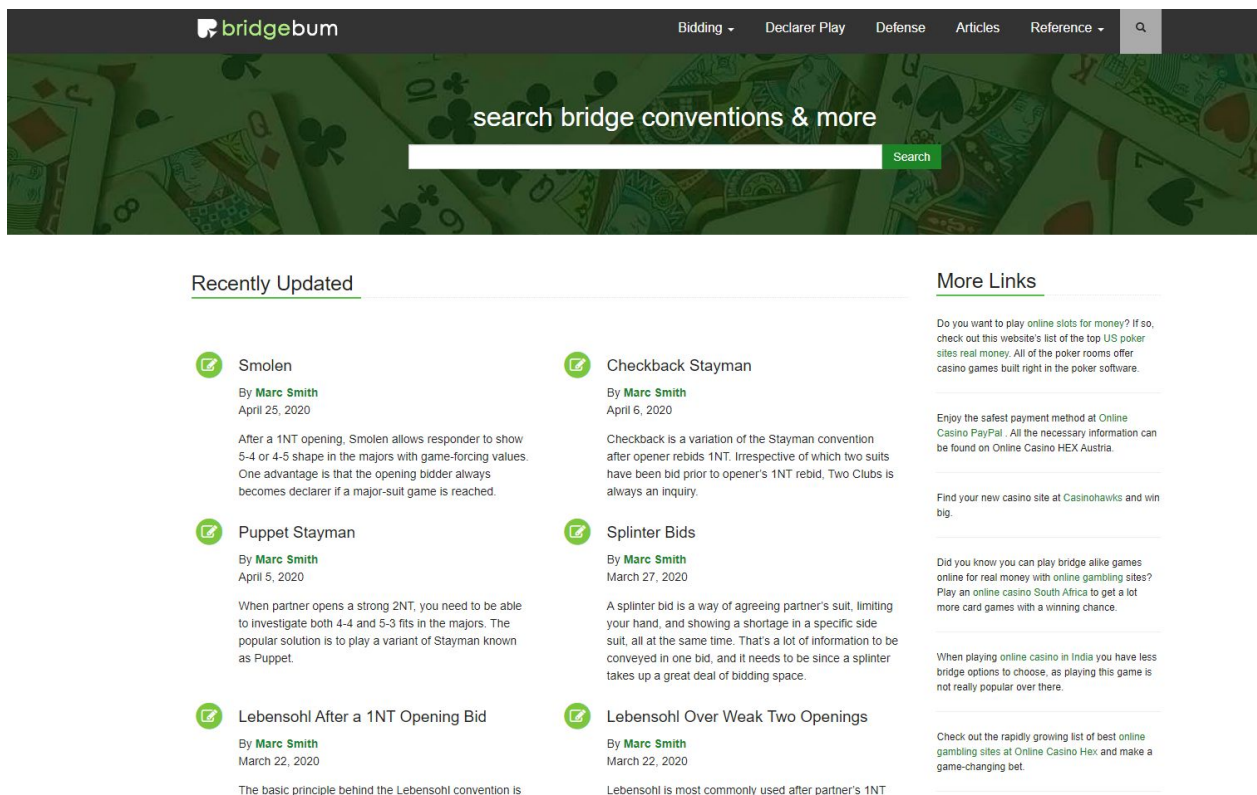 bridgebum
Bidding
Declarer Play
Defense
Articles
Reference
search bridge conventions & more
Search
Recently Updated
Smolen
By Marc Smith
April 25, 2020
After a 1NT opening, Smolen allows responder to show
5-4 or 4-5 shape in the majors with game-forcing values.
One advantage is that the opening bidder always
becomes declarer if a major-suit game is reached.
Checkback Stayman
By Marc Smith
April 6, 2020
Checkback is a variation of the Stayman convention
after opener rebids 1NT. Irrespective of which two suits
have been bid prior to opener's 1NT rebid, Two Clubs is
always an inquiry.
Puppet Stayman
By Marc Smith
April 5, 2020
When partner opens a strong 2NT, you need to be able
to investigate both 4-4 and 5-3 fits in the majors. The
popular solution is to play a variant of Stayman known
as Puppet.
Splinter Bids
By Marc Smith
March 27, 2020
A splinter bid is a way of agreeing partner's suit, limiting
your hand, and showing a shortage in a specific side
suit, all at the same time. That's a lot of information to be
conveyed in one bid, and it needs to be since a splinter
takes up a great deal of bidding space.
Lebensohl After a 1NT Opening Bid
By Marc Smith
March 22, 2020
The basic principle behind the Lebensohl convention is
Lebensohl Over Weak Two Openings
By Marc Smith
March 22, 2020
Lebensohl is most commonly used after partner's 1NT
More Links
Do you want to play online slots for money? If so,
check out this website's list of the top US poker
sites real money. All of the poker rooms offer
casino games built right in the poker software.
Enjoy the safest payment method at Online
Casino PayPal . All the necessary information can
be found on Online Casino HEX Austria.
Find your new casino site at Casinohawks and win
big.
Did you know you can play bridge alike games
online for real money with online gambling sites?
Play an online casino South Africa to get a lot
more card games with a winning chance.
When playing online casino in India you have less
bridge options to choose, as playing this game is
not really popular over there.
Check out the rapidly growing list of best online
gambling sites at Online Casino Hex and make a
game-changing bet.